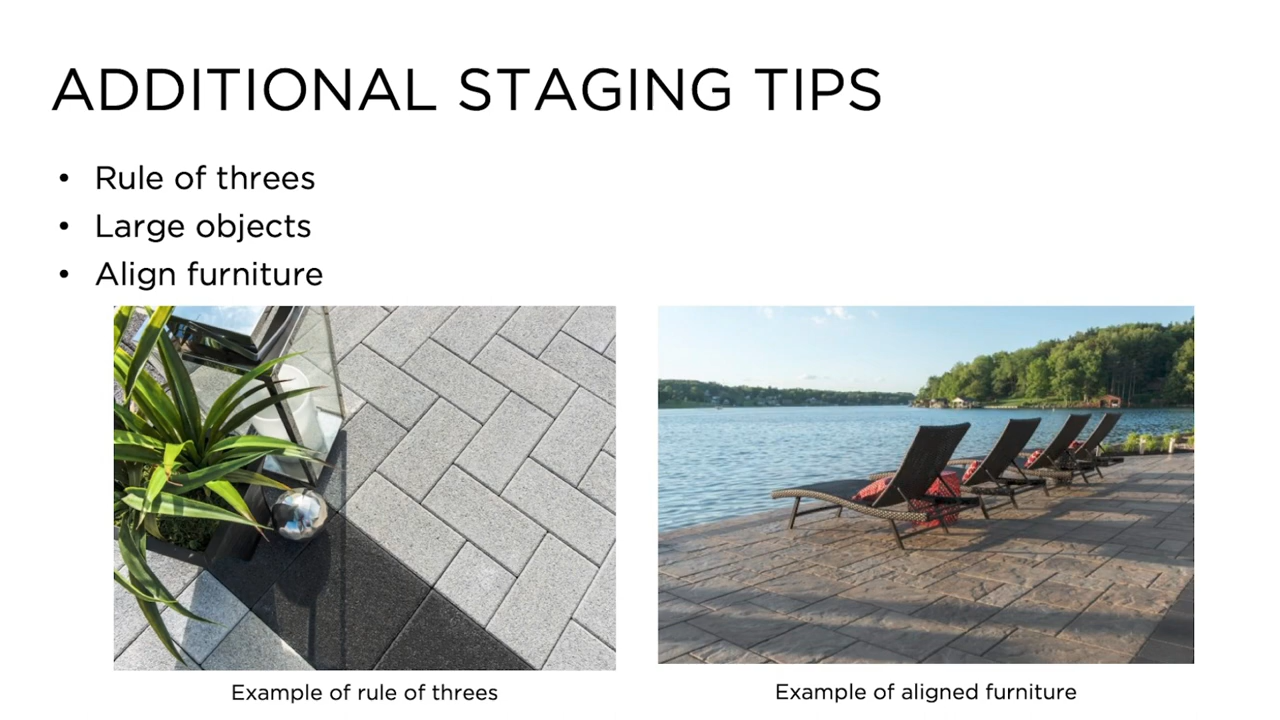 ADDITIONAL STAGING TIPS
• Rule of threes
• Large objects
• Align furniture
Example of rule of threes
Example of aligned furniture